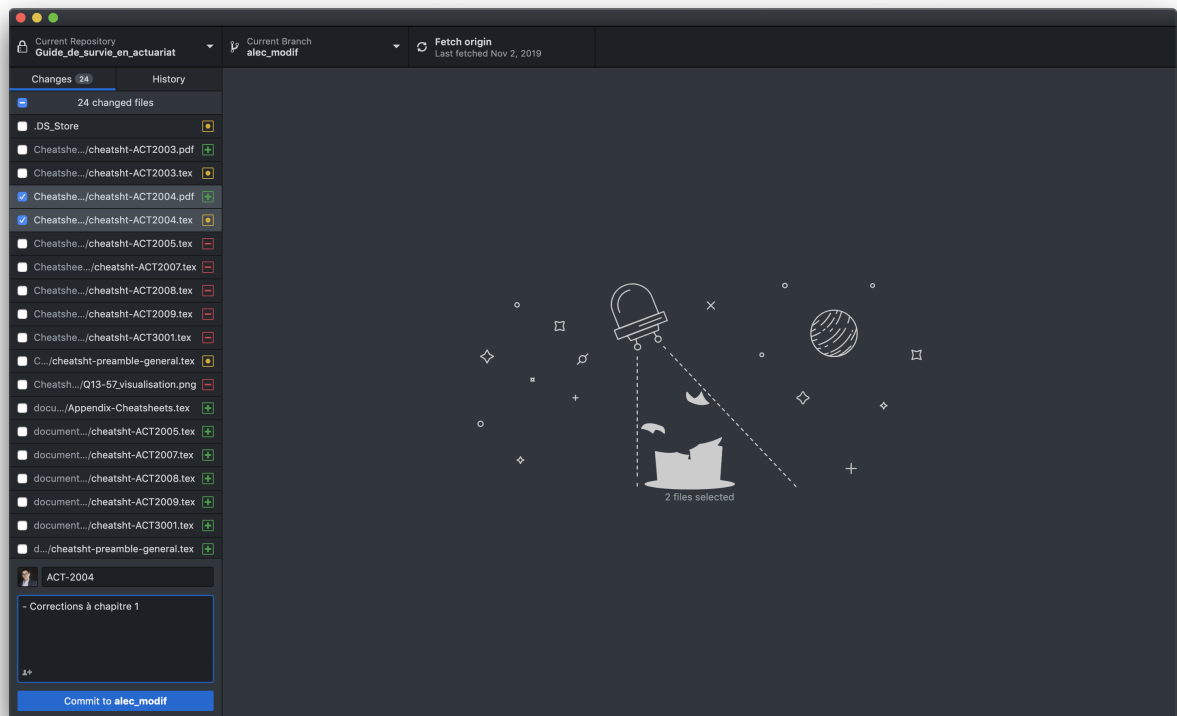 Current Repository
Guide_de_survie_en_actuariat
Current Branch
alec_modif
Fetch origin
Last fetched Nov 2, 2019
Changes 24
History
24 changed files
.DS_Store
Cheatshe.../cheatsht-ACT2003.pdf
Cheatshe.../cheatsht-ACT2003.tex
Cheatshe.../cheatsht-ACT2004.pdf
Cheatshe.../cheatsht-ACT2004.tex
Cheatshe.../cheatsht-ACT2005.tex
Cheatshee.../cheatsht-ACT2007.tex
Cheatshe.../cheatsht-ACT2008.tex
Cheatshe.../cheatsht-ACT2009.tex
Cheatshe.../cheatsht-ACT3001.tex
C.../cheatsht-preamble-general.tex
Cheatsh.../Q13-57_visualisation.png
docu.../Appendix-Cheatsheets.tex
document.../cheatsht-ACT2005.tex
document.../cheatsht-ACT2007.tex
document.../cheatsht-ACT2008.tex
document.../cheatsht-ACT2009.tex
document.../cheatsht-ACT3001.tex
d.../cheatsht-preamble-general.tex
2 files selected
ACT-2004
- Corrections à chapitre 1
Commit to alec_modif